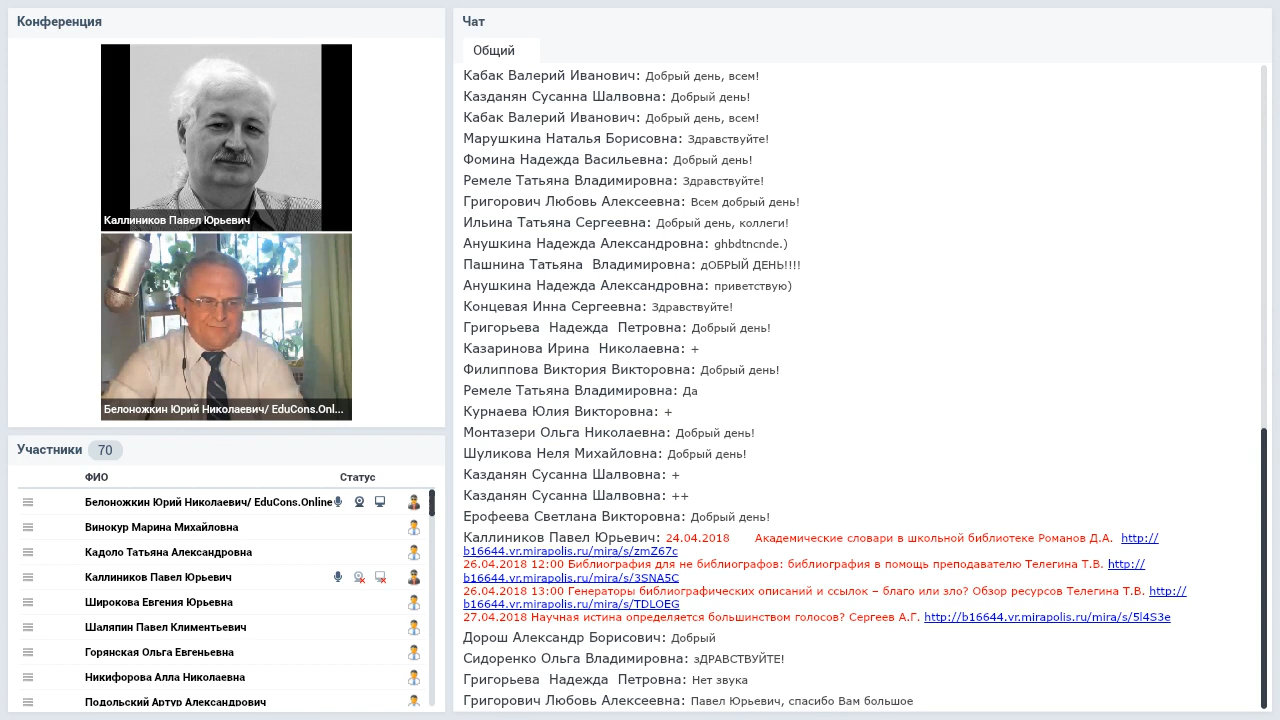 Конференция
Каллиников Павел Юрьевич
Белоножкин Юрий Николаевич/ EduCons.Onl...
Участники 70
ФИО Статус
Белоножкин Юрий Николаевич/ EduCons.Online
Винокур Марина Михайловна
Кадоло Татьяна Александровна
Каллиников Павел Юрьевич
Широкова Евгения Юрьевна
Шаляпин Павел Климентьевич
Горянская Ольга Евгеньевна
Никифорова Алла Николаевна
Подольский Артур Александрович
Чат
Общий
Кабак Валерий Иванович: Добрый день, всем!
Казданян Сусанна Шалвовна: Добрый день!
Кабак Валерий Иванович: Добрый день, всем!
Марушкина Наталья Борисовна: Здравствуйте!
Фомина Надежда Васильевна: Добрый день!
Ремеле Татьяна Владимировна: Здравствуйте!
Григорович Любовь Алексеевна: Всем добрый день!
Ильина Татьяна Сергеевна: Добрый день, коллеги!
Анушкина Надежда Александровна: ghbdtncnde.)
Пашнина Татьяна  Владимировна: дОБРЫЙ ДЕНЬ!!!!
Анушкина Надежда Александровна: приветствую)
Концевая Инна Сергеевна: Здравствуйте!
Григорьева  Надежда  Петровна: Добрый день!
Казаринова Ирина  Николаевна: +
Филиппова Виктория Викторовна: Добрый день!
Ремеле Татьяна Владимировна: Да
Курнаева Юлия Викторовна: +
Монтазери Ольга Николаевна: Добрый день!
Шуликова Неля Михайловна: Добрый день!
Казданян Сусанна Шалвовна: +
Казданян Сусанна Шалвовна: ++
Ерофеева Светлана Викторовна: Добрый день!
Каллиников Павел Юрьевич: 24.04.2018 Академические словари в школьной библиотеке Романов Д.А. http://
b16644.vr.mirapolis.ru/mira/s/zmZ67c
26.04.2018 12:00 Библиография для не библиографов: библиография в помощь преподавателю Телегина Т.В. http://
b16644.vr.mirapolis.ru/mira/s/3SNA5C
26.04.2018 13:00 Генераторы библиографических описаний и ссылок – благо или зло? Обзор ресурсов Телегина Т.В. http://
b16644.vr.mirapolis.ru/mira/s/TDLOEG
27.04.2018 Научная истина определяется большинством голосов? Сергеев А.Г. http://b16644.vr.mirapolis.ru/mira/s/5l4S3e
Дорош Александр Борисович: Добрый
Сидоренко Ольга Владимировна: зДРАВСТВУЙТЕ!
Григорьева  Надежда  Петровна: Нет звука
Григорович Любовь Алексеевна: Павел Юрьевич, спасибо Вам большое